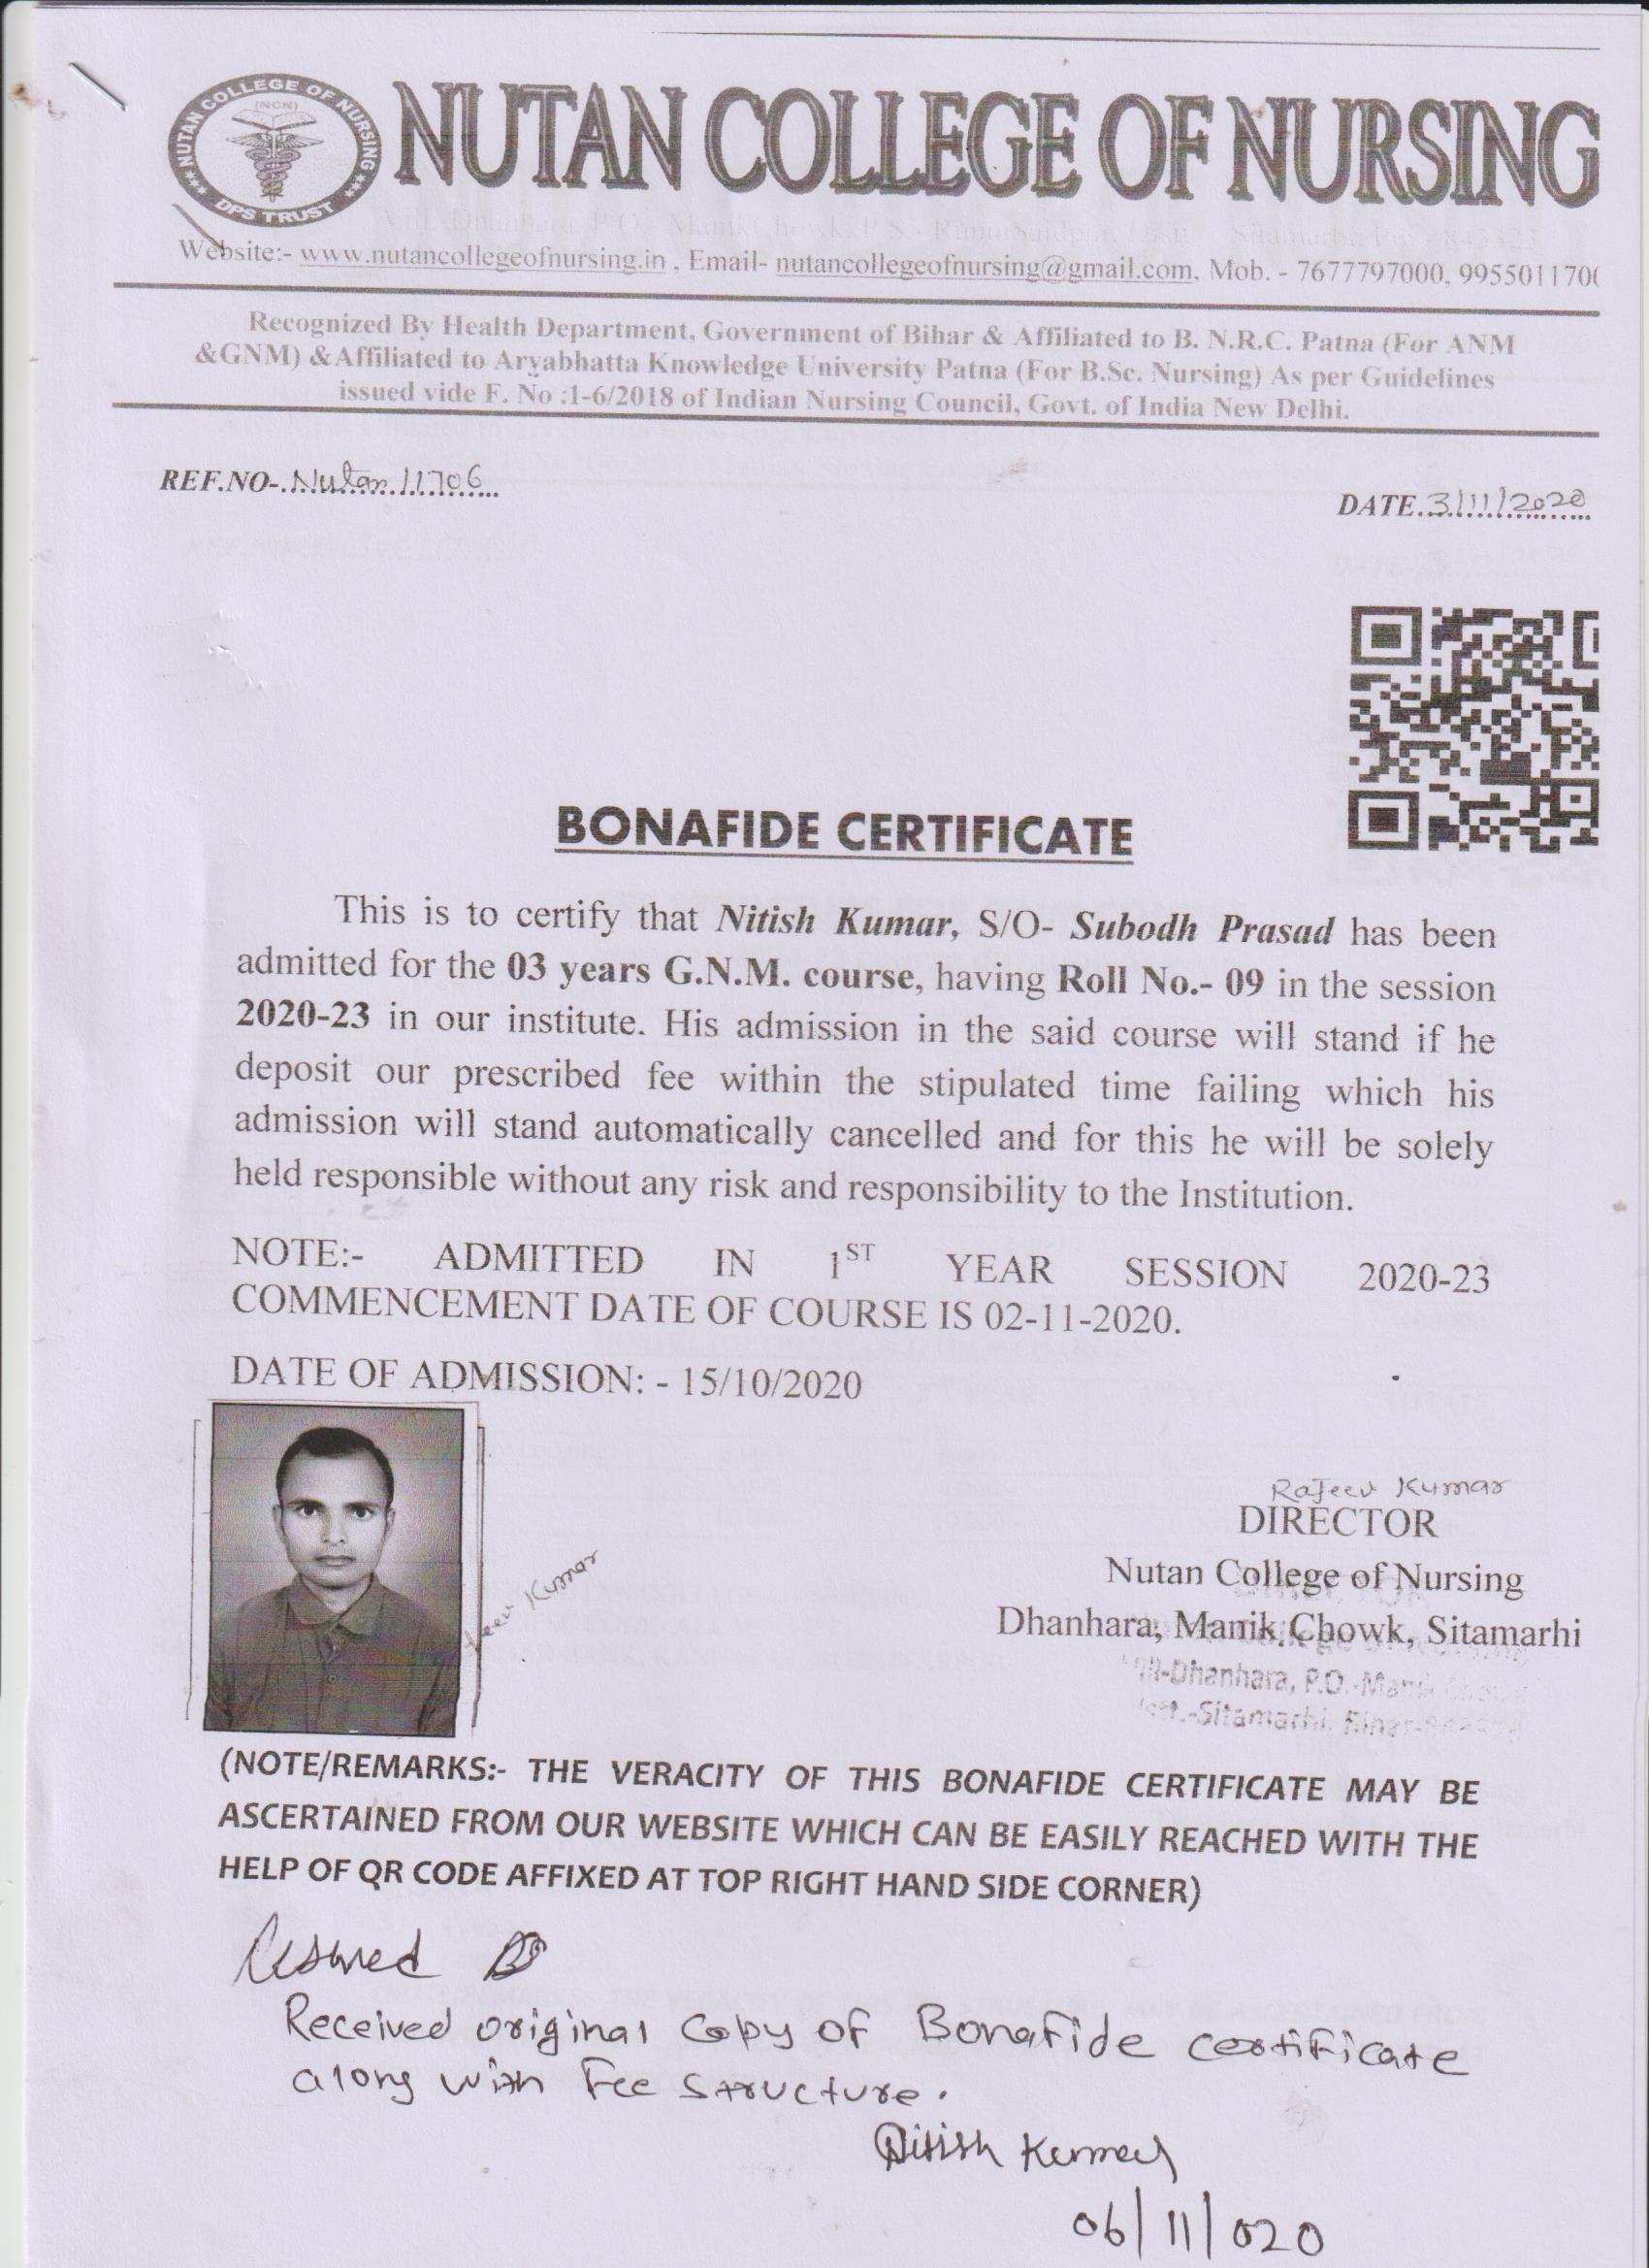 NUTAN COLLEGE OF NURSING
(NCN)
DPS TRUST
NUTAN COLLEGE OF NURSING
Website:- www.nutancollegeofnursing.in , Email- nutancollegeofnursing@gmail.com, Mob. - 7677797000, 995501170
Recognized By Health Department, Government of Bihar & Affiliated to B. N.R.C. Patna (For ANM
&GNM) &Affiliated to Aryabhatta Knowledge University Patna (For B.Sc. Nursing) As per Guidelines
issued vide F. No :1-6/2018 of Indian Nursing Council, Govt. of India New Delhi.
REF.NO-.Nutan/1706
DATE.3/11/2020
BONAFIDE CERTIFICATE
This is to certify that Nitish Kumar, S/O- Subodh Prasad has been
admitted for the 03 years G.N.M. course, having Roll No.- 09 in the session
2020-23 in our institute. His admission in the said course will stand if he
deposit our prescribed fee within the stipulated time failing which his
admission will stand automatically cancelled and for this he will be solely
held responsible without any risk and responsibility to the Institution.
NOTE:- ADMITTED IN 1ST YEAR SESSION 2020-23
COMMENCEMENT DATE OF COURSE IS 02-11-2020.
DATE OF ADMISSION: - 15/10/2020
Rajeev Kumar
DIRECTOR
Kumar
Nutan College of Nursing
Dhanhara, Manik Chowk, Sitamarhi
Vill-Dhanhara, P.O.-Manik
Dist.-Sitamarhi, Bihar-
(NOTE/REMARKS:- THE VERACITY OF THIS BONAFIDE CERTIFICATE MAY BE
ASCERTAINED FROM OUR WEBSITE WHICH CAN BE EASILY REACHED WITH THE
HELP OF QR CODE AFFIXED AT TOP RIGHT HAND SIDE CORNER)
Received original copy of Bonafide certificate
along with Fee structure.
Nitish Kumar
06/11/020